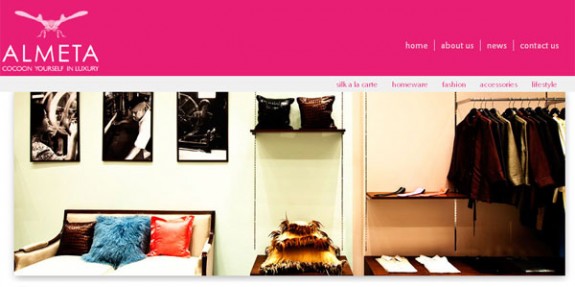 ALMETA
COCOON YOURSELF IN LUXURY
home | about us | news | contact us
silk a la carte homeware fashion accessories lifestyle